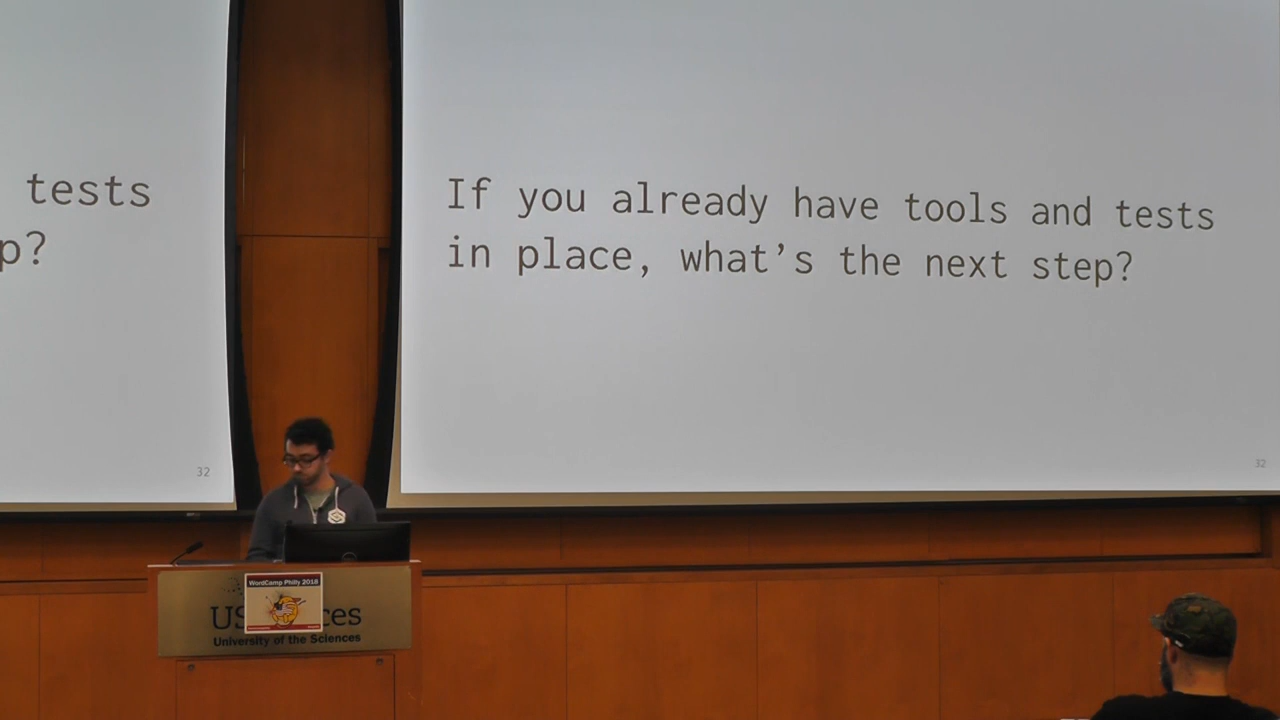 tests
p?
32
If you already have tools and tests
in place, what's the next step?
32
WordCamp Philly 2018
US
ces
University of the Sciences